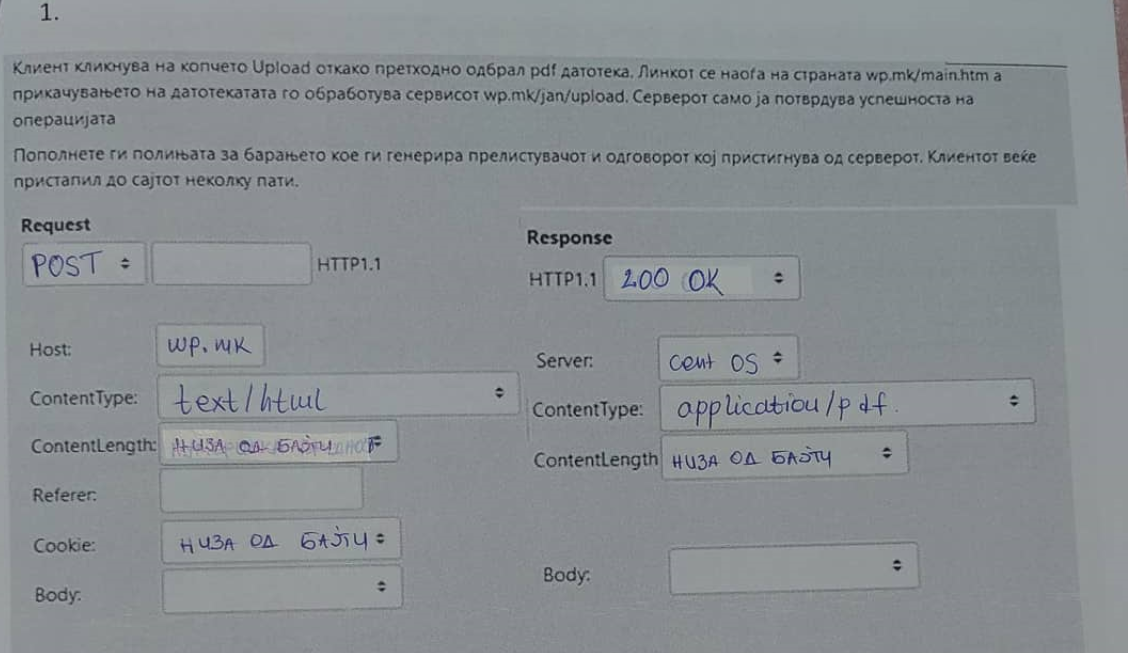 1.
Клиент кликнува на копчето Upload откако претходно одбрал pdf датотека. Линкот се наоѓа на страната wp.mk/main.htm а
прикачувањето на датотекатата го обработува сервисот wp.mk/jan/upload. Серверот само ја потврдува успешноста на
операцијата
Пополнете ги полињата за барањето кое ги генерира прелистувачот и одговорот кој пристигнува од серверот. Клиентот веќе
пристапил до сајтот неколку пати.
Request
POST HTTP1.1
Host: wp.mk
ContentType: text/html
ContentLength: НИЗА ОД БАЈТИ
Referer:
Cookie: НИЗА ОД БАЈТИ
Body:
Response
HTTP1.1 200 OK
Server: cent OS
ContentType: application/pdf.
ContentLength НИЗА ОД БАЈТИ
Body: